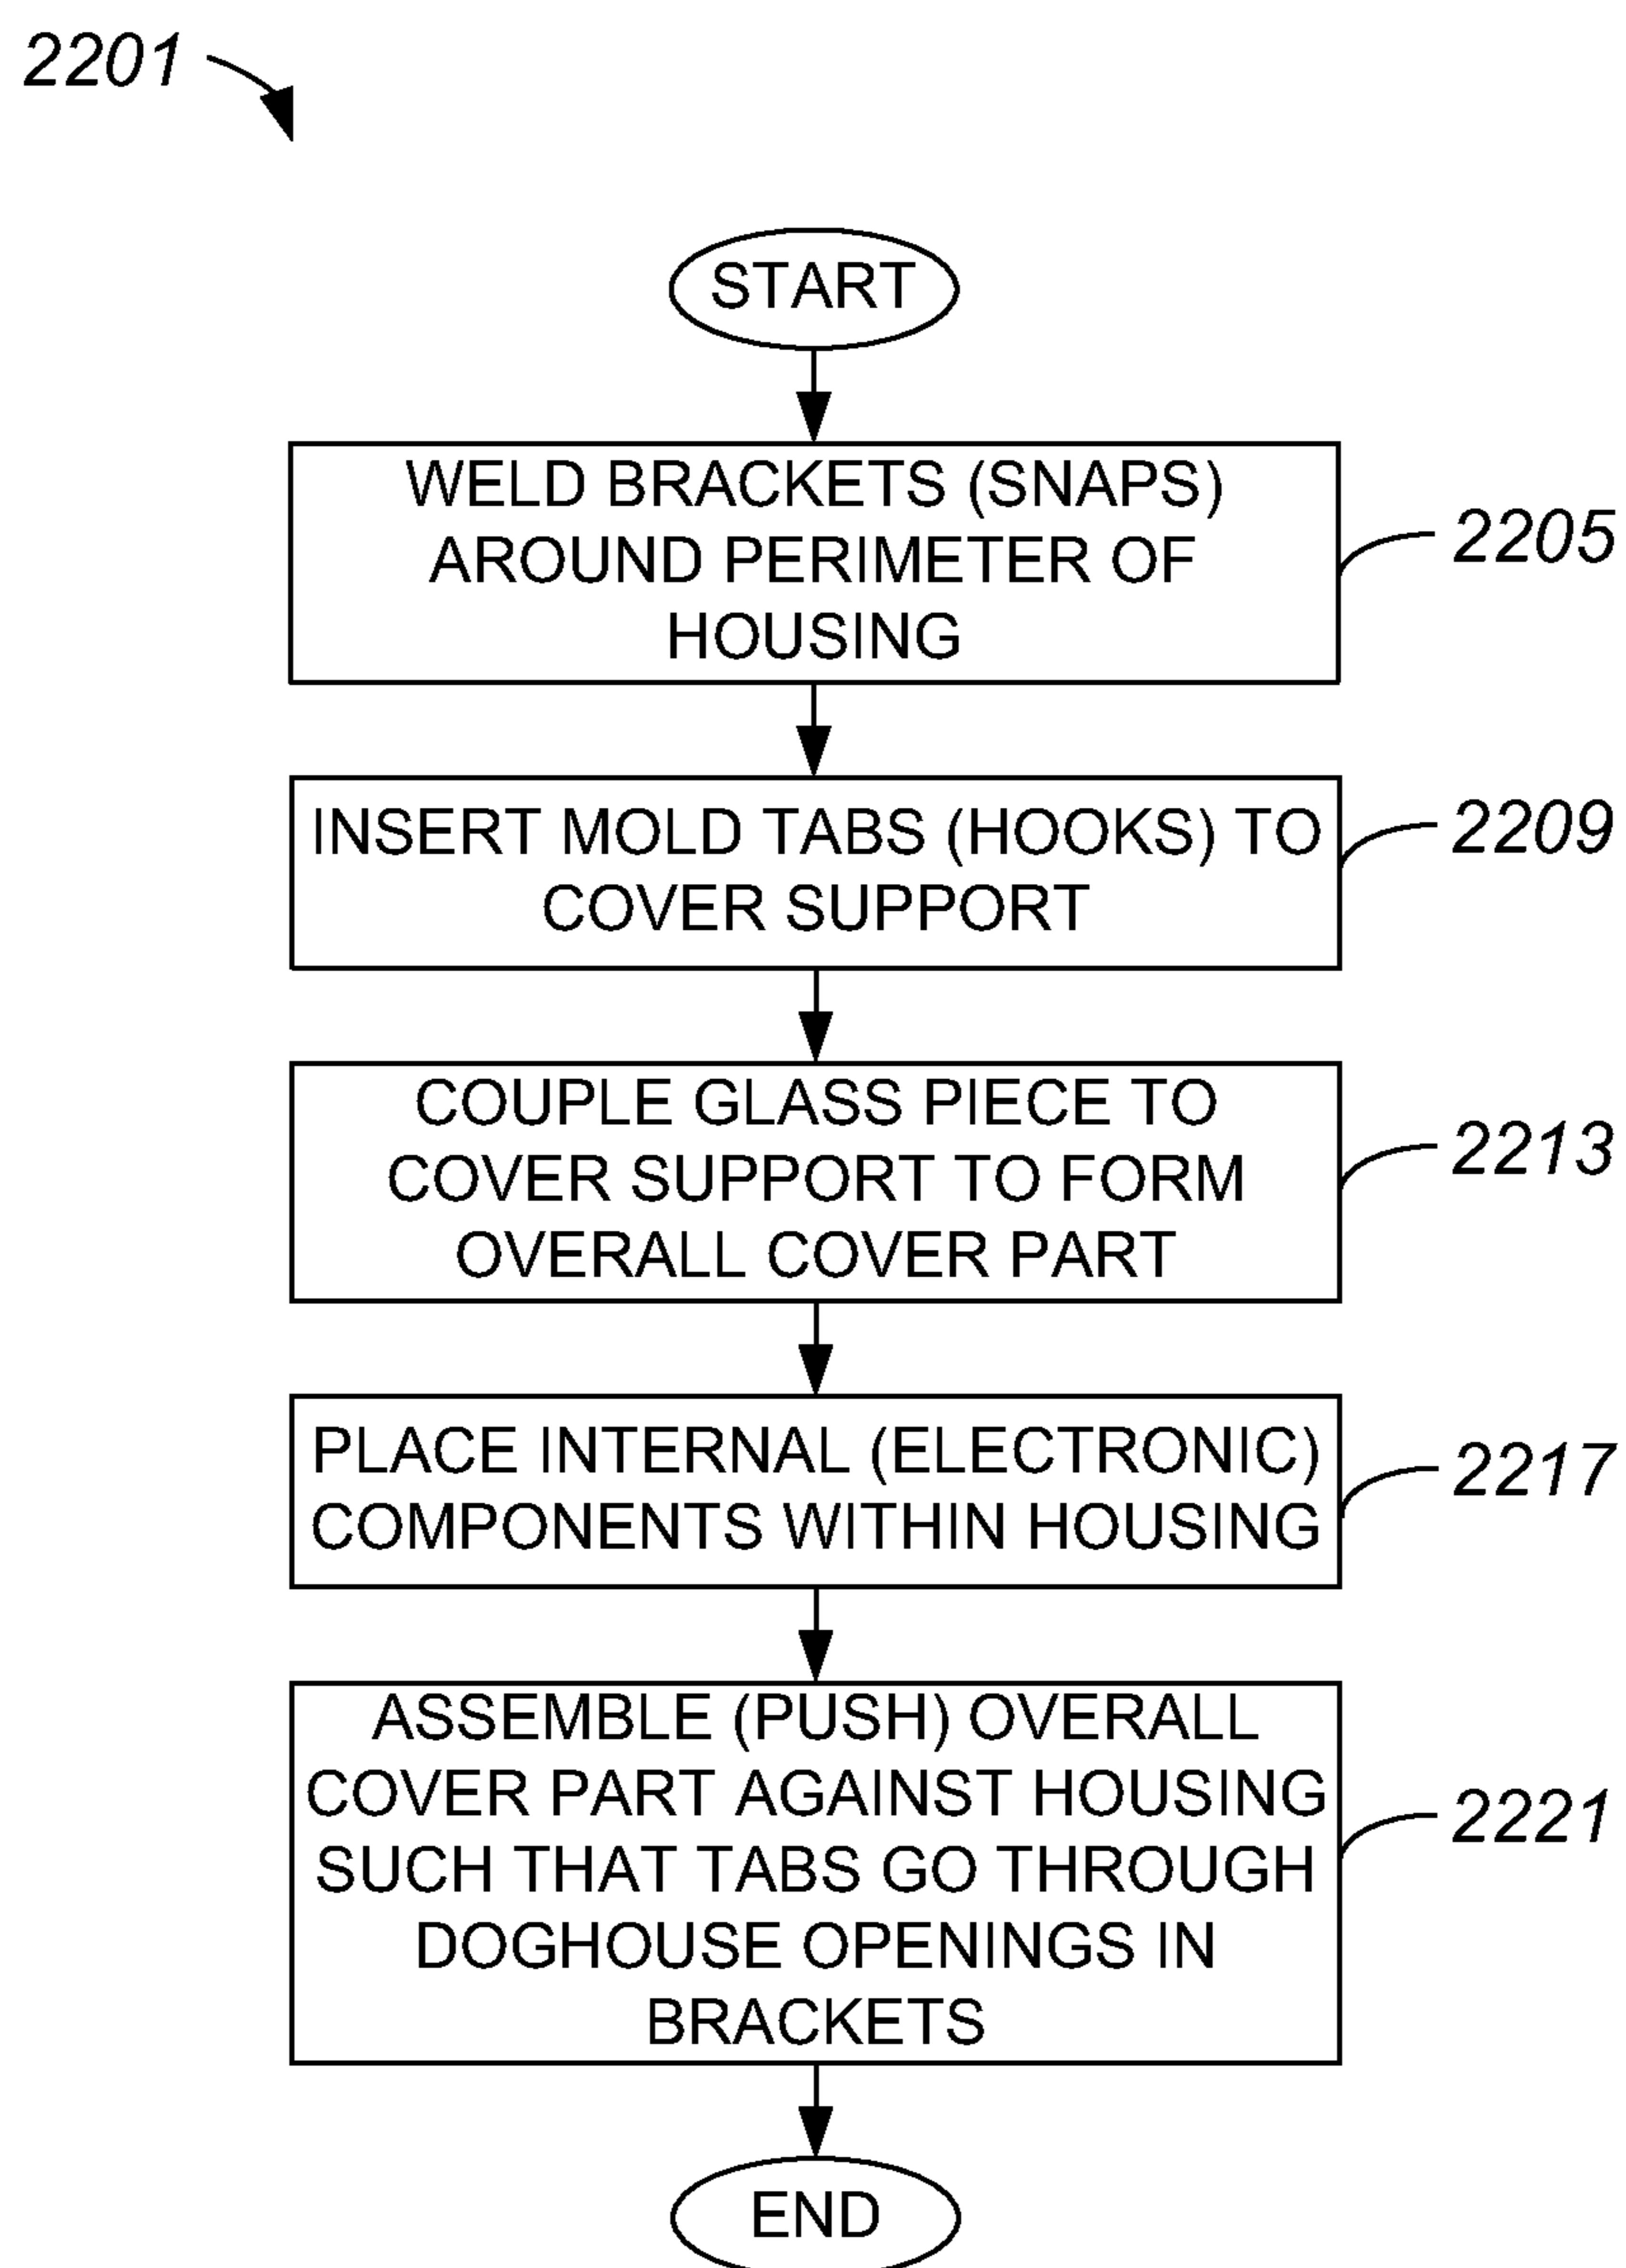 2201
START
WELD BRACKETS (SNAPS)
AROUND PERIMETER OF
HOUSING
2205
INSERT MOLD TABS (HOOKS) TO
COVER SUPPORT
2209
COUPLE GLASS PIECE TO
COVER SUPPORT TO FORM
OVERALL COVER PART
2213
PLACE INTERNAL (ELECTRONIC)
COMPONENTS WITHIN HOUSING
2217
ASSEMBLE (PUSH) OVERALL
COVER PART AGAINST HOUSING
SUCH THAT TABS GO THROUGH
DOGHOUSE OPENINGS IN
BRACKETS
2221
END